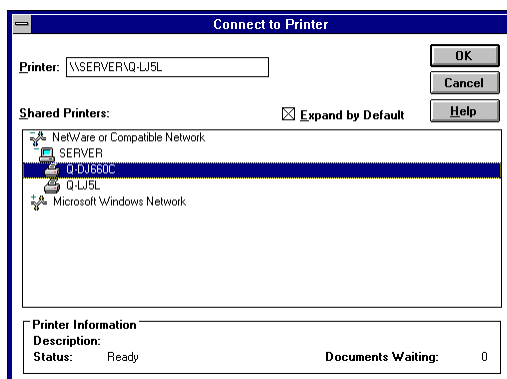 Connect to Printer
Printer: \\SERVER\Q-LJ5L
OK
Cancel
Shared Printers:
Expand by Default
Help
NetWare or Compatible Network
SERVER
Q-DJ660C
Q-LJ5L
Microsoft Windows Network
Printer Information
Description:
Status: Ready
Documents Waiting: 0